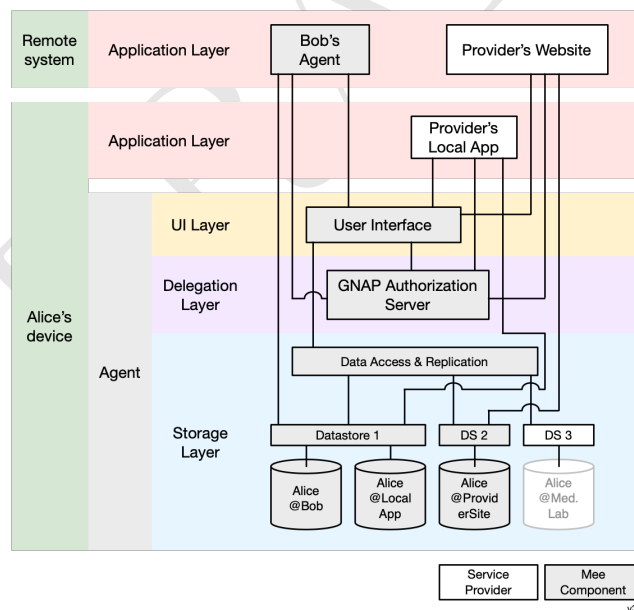 Remote
system
Application Layer
Bob's
Agent
Provider's Website
Application Layer
Provider's
Local App
UI Layer
User Interface
Delegation
Layer
GNAP Authorization
Server
Alice's
device
Agent
Data Access & Replication
Storage
Layer
Datastore 1
DS 2
DS 3
Alice
@Bob
Alice
@Local
App
Alice
@Provid
erSite
Alice
@Med.
Lab
Service
Provider
Mee
Component